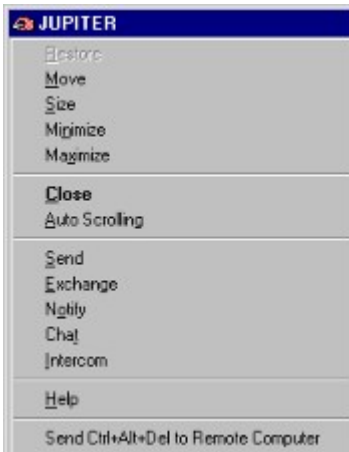 JUPITER
Restore
Move
Size
Minimize
Maximize
Close
Auto Scrolling
Send
Exchange
Notify
Chat
Intercom
Help
Send Ctrl+Alt+Del to Remote Computer